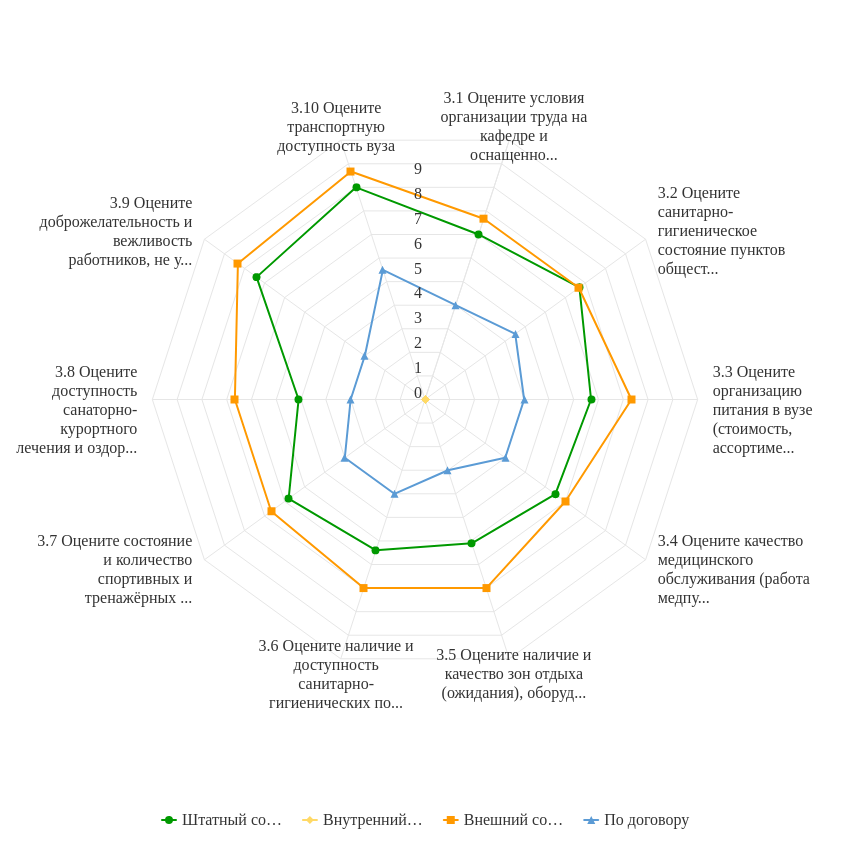 3.1 Оцените условия
организации труда на
кафедре и
оснащенно...
3.2 Оцените
санитарно-
гигиеническое
состояние пунктов
общест...
3.3 Оцените
организацию
питания в вузе
(стоимость,
ассортиме...
3.4 Оцените качество
медицинского
обслуживания (работа
медпу...
3.5 Оцените наличие и
качество зон отдыха
(ожидания), оборуд...
3.6 Оцените наличие и
доступность
санитарно-
гигиенических по...
3.7 Оцените состояние
и количество
спортивных и
тренажёрных ...
3.8 Оцените
доступность
санаторно-
курортного
лечения и оздор...
3.9 Оцените
доброжелательность и
вежливость
работников, не у...
3.10 Оцените
транспортную
доступность вуза
9
8
7
6
5
4
3
2
1
0
Штатный со…
Внутренний…
Внешний со…
По договору